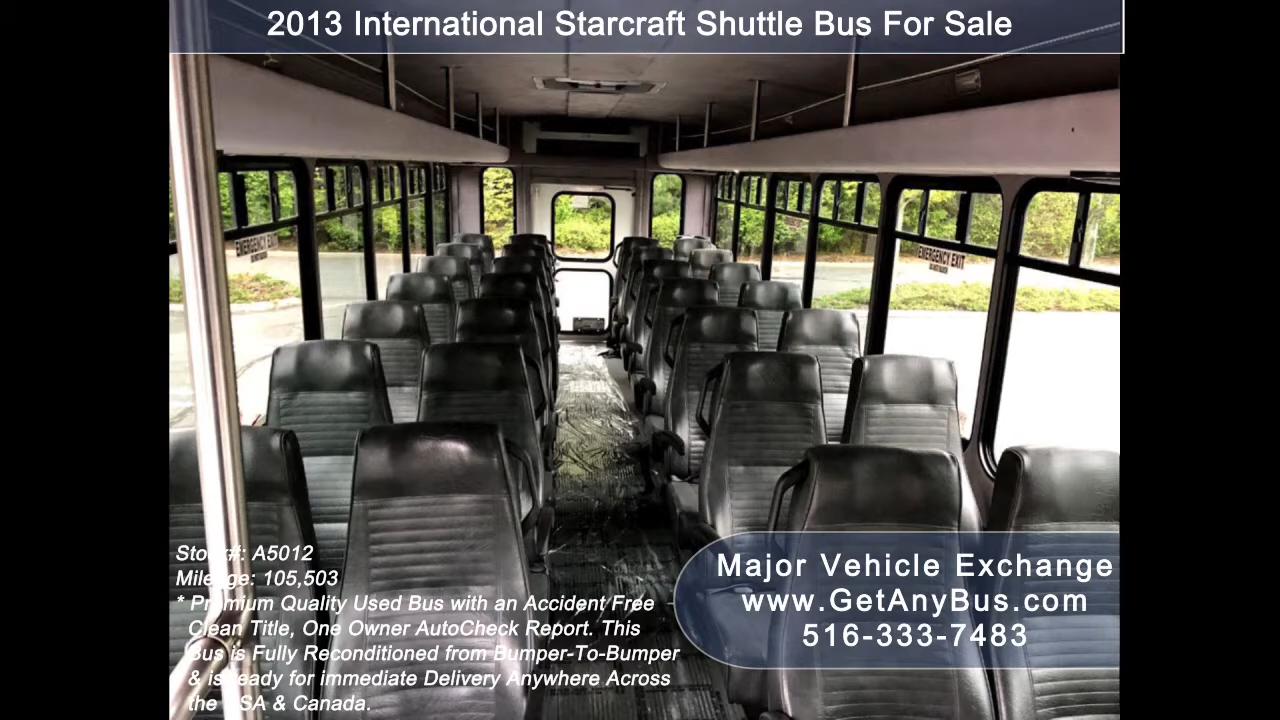 2013 International Starcraft Shuttle Bus For Sale
EMERGENCY EXIT
EMERGENCY EXIT
Stock#: A5012
Mileage: 105,503
* Premium Quality Used Bus with an Accident Free
Clean Title, One Owner AutoCheck Report. This
Bus is Fully Reconditioned from Bumper-To-Bumper
& is ready for immediate Delivery Anywhere Across
the USA & Canada.
Major Vehicle Exchange
www.GetAnyBus.com
516-333-7483